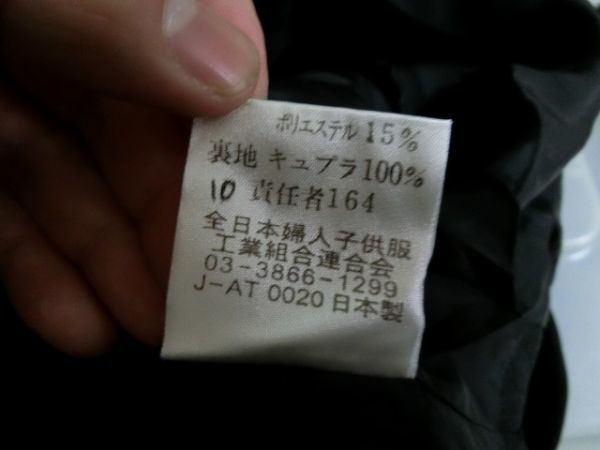 ポリエステル 15%
裏地 キュプラ100%
10 責任者164
全日本婦人子供服
工業組合連合会
03-3866-1299
J-AT 0020 日本製